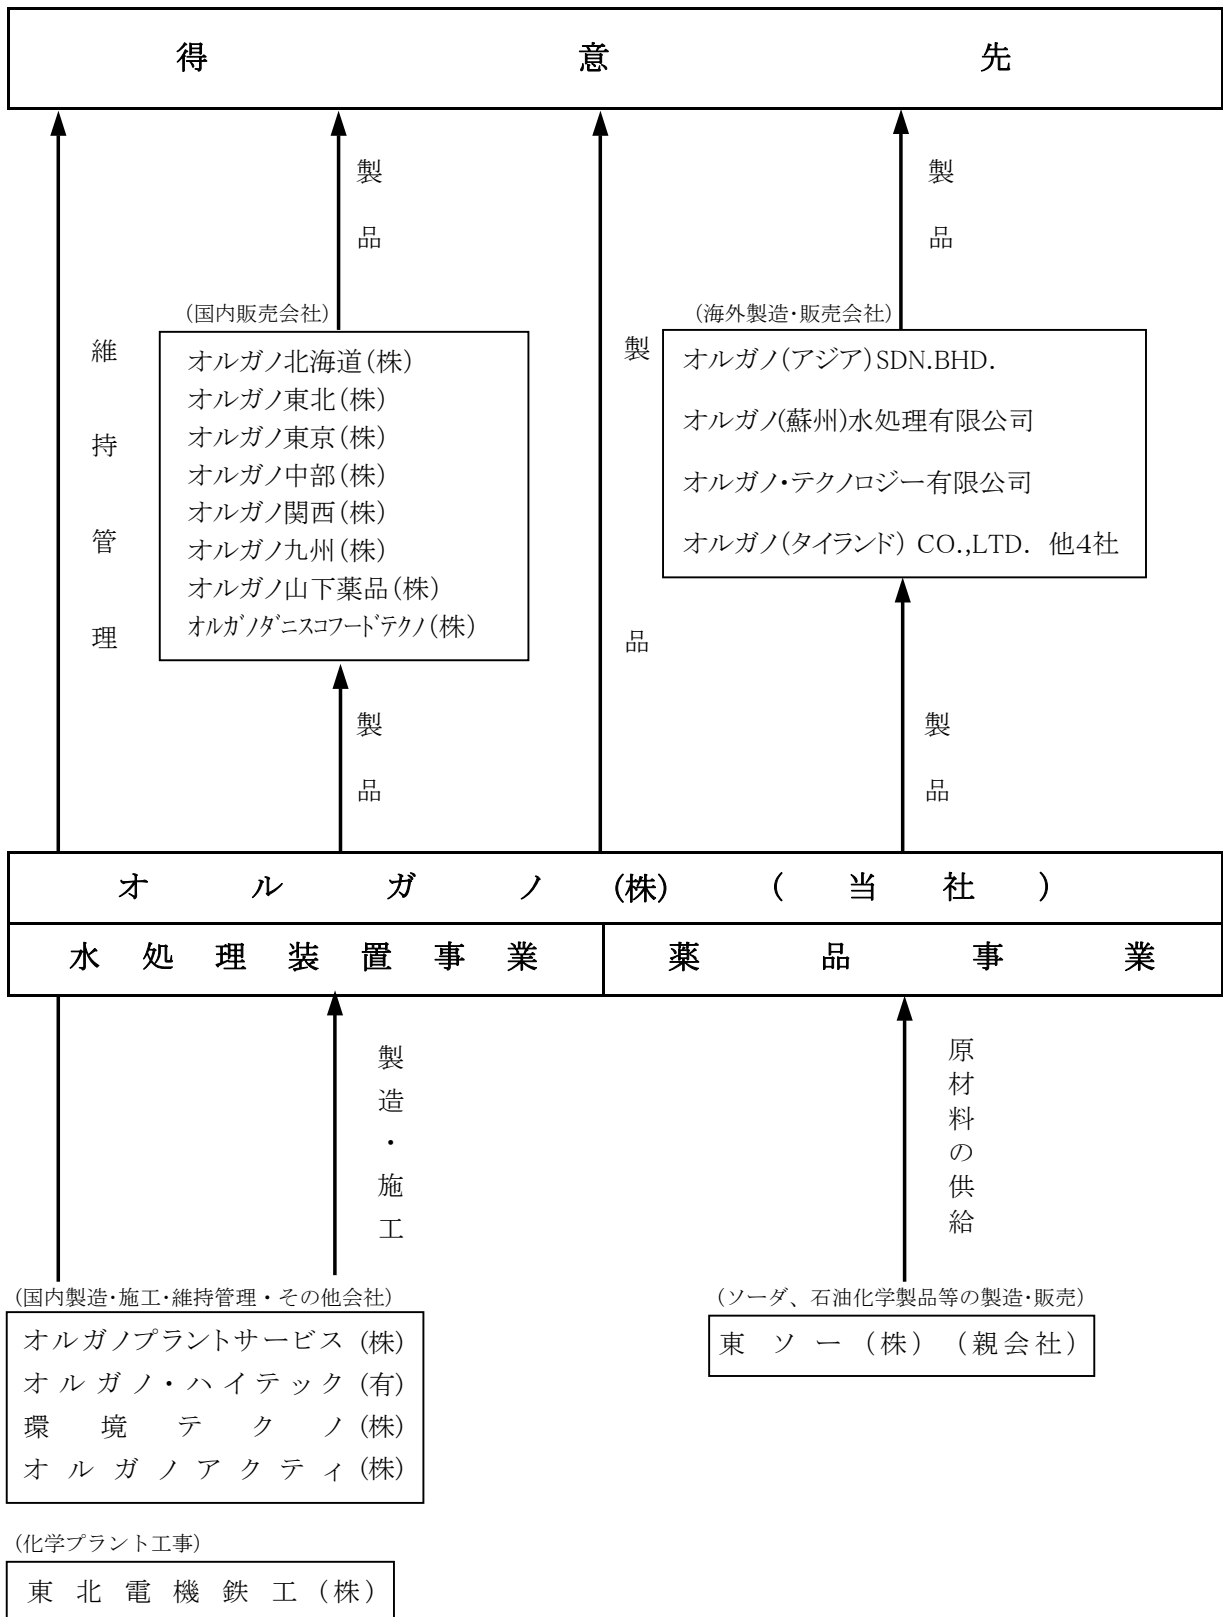 得意先
製品
製品
維持管理
(国内販売会社)
オルガノ北海道(株)
オルガノ東北(株)
オルガノ東京(株)
オルガノ中部(株)
オルガノ関西(株)
オルガノ九州(株)
オルガノ山下薬品(株)
オルガノダニスコフードテクノ(株)
製品
(海外製造・販売会社)
オルガノ(アジア)SDN.BHD.
オルガノ(蘇州)水処理有限公司
オルガノ・テクノロジー有限公司
オルガノ(タイランド) CO.,LTD. 他4社
製品
製品
オルガノ(株)(当社)
水処理装置事業
薬品事業
製造・施工
原材料の供給
(国内製造・施工・維持管理・その他会社)
オルガノプラントサービス(株)
オルガノ・ハイテック(有)
環境テクノ(株)
オルガノアクティ(株)
(ソーダ、石油化学製品等の製造・販売)
東ソー(株)(親会社)
(化学プラント工事)
東北電機鉄工(株)